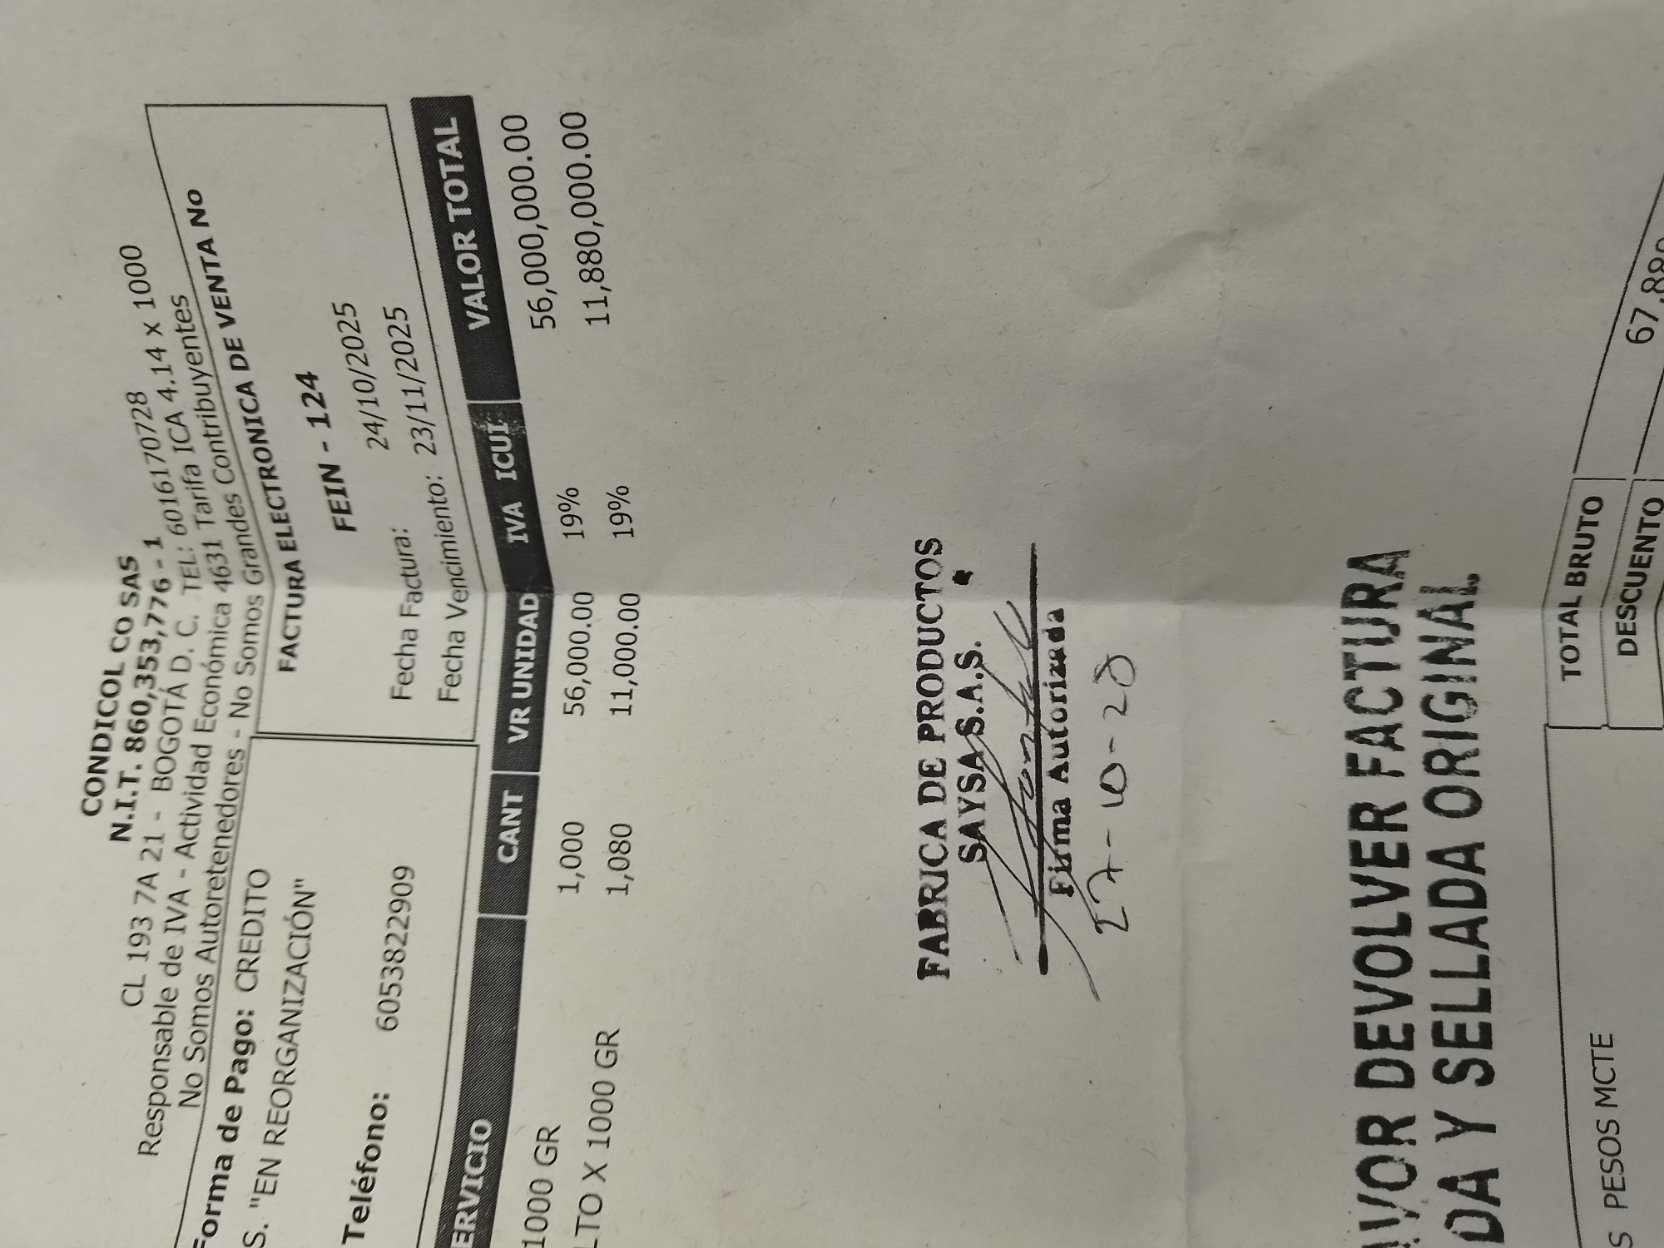 CONDICOL CO SAS
N.I.T. 860,353,776 - 1
CL 193 7A 21 - BOGOTÁ D. C. TEL: 6016170728
Responsable de IVA - Actividad Económica 4631 Tarifa ICA 4.14 x 1000
No Somos Autoretenedores - No Somos Grandes Contribuyentes
Forma de Pago: CREDITO
FACTURA ELECTRONICA DE VENTA No
S. "EN REORGANIZACIÓN"
FEIN - 124
Teléfono: 6053822909
Fecha Factura: 24/10/2025
Fecha Vencimiento: 23/11/2025
ERVICIO CANT VR UNIDAD IVA ICUI VALOR TOTAL
1000 GR 1,000 56,000.00 19% 56,000,000.00
LTO X 1000 GR 1,080 11,000.00 19% 11,880,000.00
FABRICA DE PRODUCTOS
SAYSA S.A.S.
Firma Autorizada
VOR DEVOLVER FACTURA
DA Y SELLADA ORIGINAL
TOTAL BRUTO 67,880
S PESOS MCTE
DESCUENTO